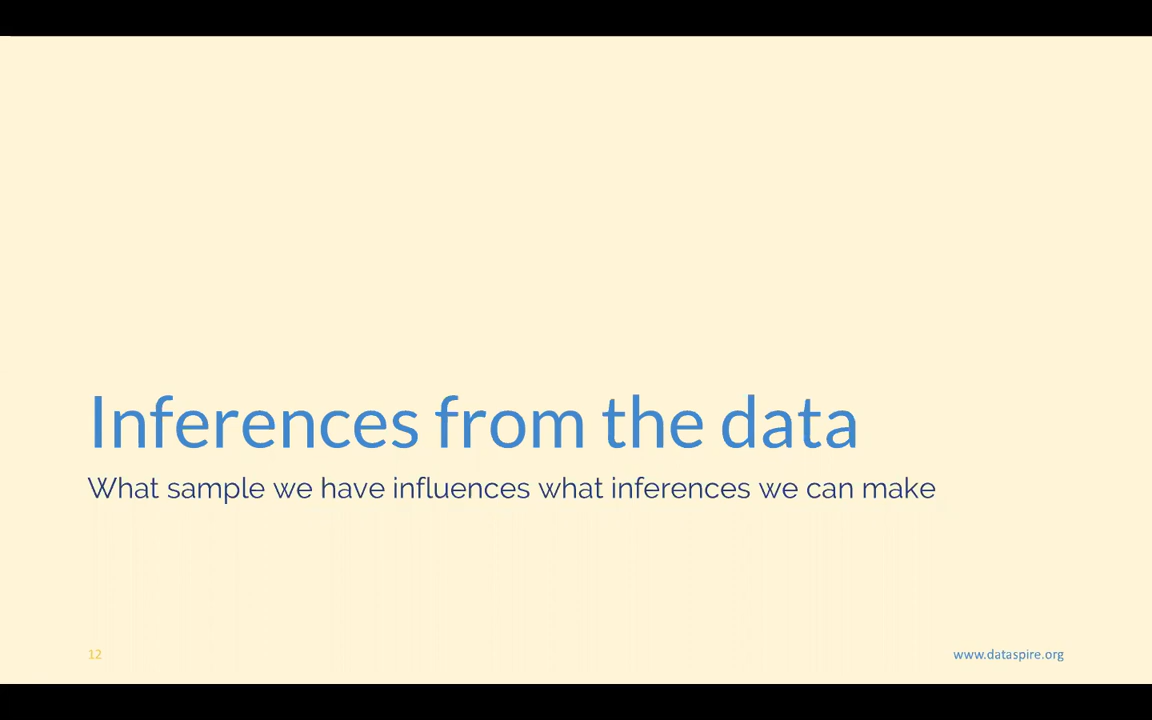 Inferences from the data
What sample we have influences what inferences we can make
12
www.dataspire.org